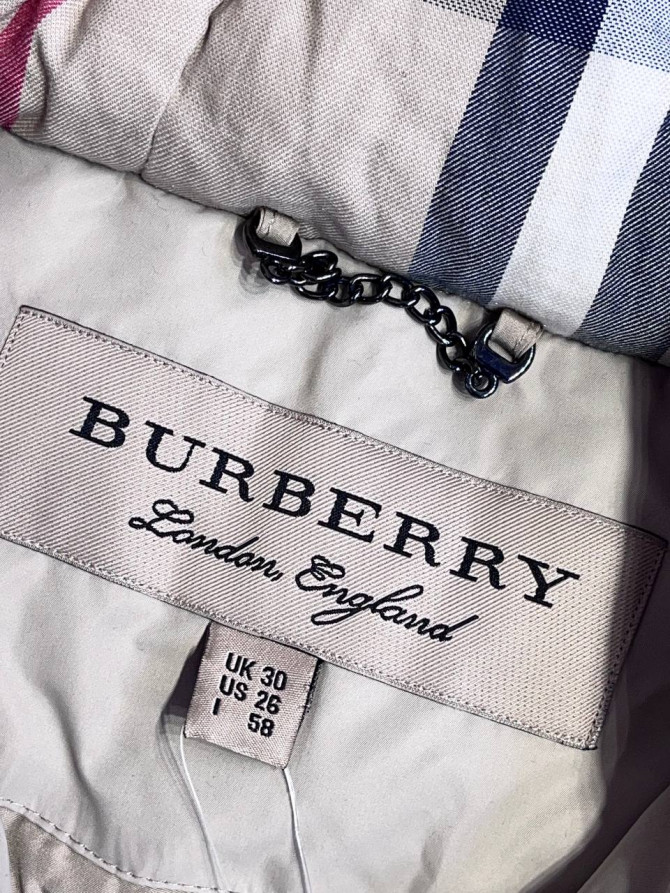 BURBERRY
London, England
UK 30
US 26
I 58